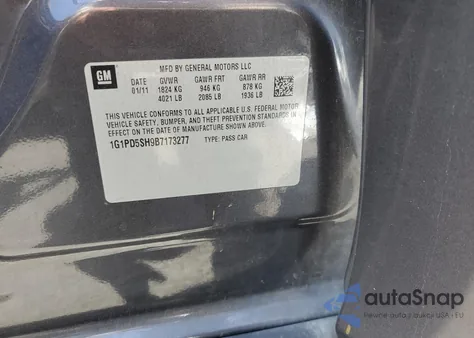 GM
MFD BY GENERAL MOTORS LLC
01/11 GVWR GAWR FRT GAWR RR
1824 KG 946 KG 878 KG
4021 LB 2085 LB 1936 LB
THIS VEHICLE CONFORMS TO ALL APPLICABLE U.S. FEDERAL MOTOR
VEHICLE SAFETY, BUMPER, AND THEFT PREVENTION STANDARDS IN
EFFECT ON THE DATE OF MANUFACTURE SHOWN ABOVE.
1G1PD5SH9B7173277 TYPE: PASS CAR
autoSnap